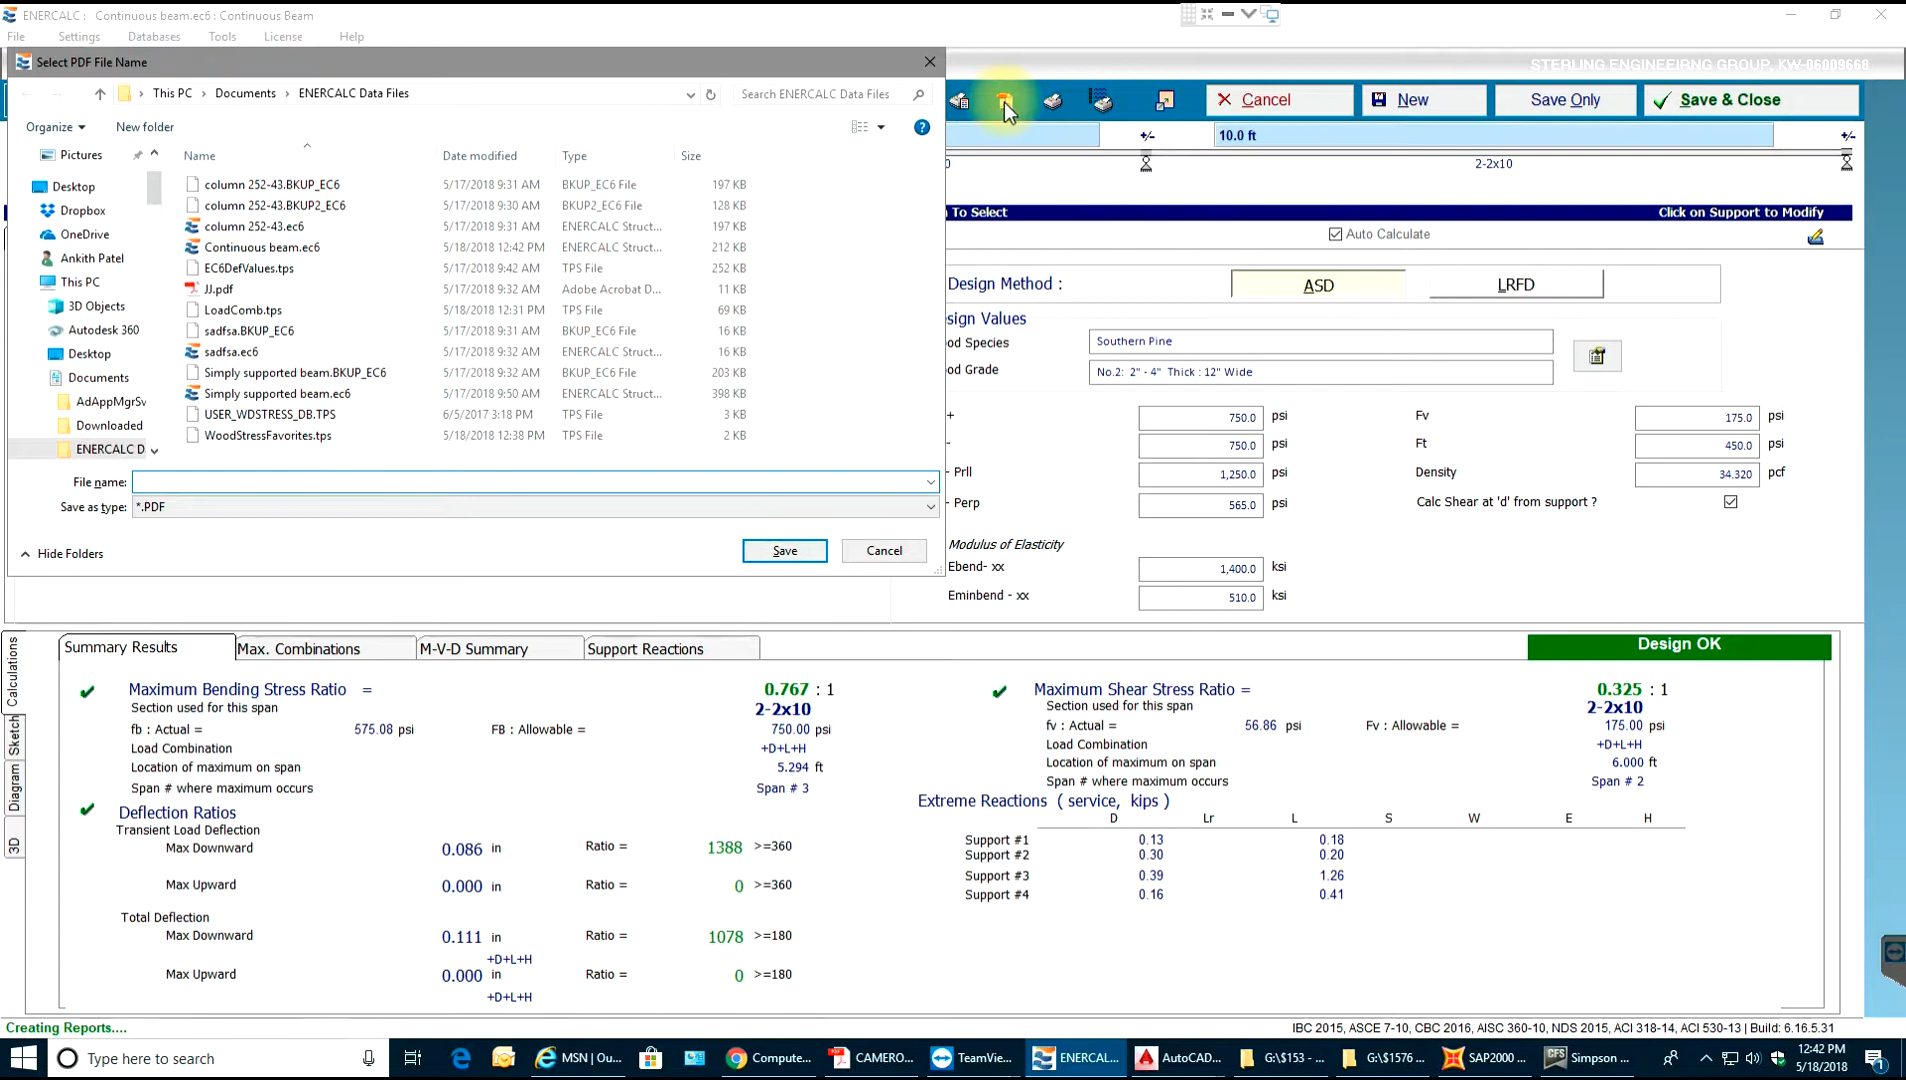 ENERCALC : Continuous beam.ec6 : Continuous Beam
File Settings Databases Tools License Help
Select PDF File Name
STERLING ENGINEEIRNG GROUP, KW-06009668
This PC > Documents > ENERCALC Data Files
Search ENERCALC Data Files
Cancel New Save Only Save & Close
Organize New folder
+/- 10.0 ft +/-
2-2x10
Name Date modified Type Size
Pictures
Desktop
Dropbox
OneDrive
Ankith Patel
This PC
3D Objects
Autodesk 360
Desktop
Documents
AdAppMgrSv
Downloaded
ENERCALC D
column 252-43.BKUP_EC6 5/17/2018 9:31 AM BKUP_EC6 File 197 KB
column 252-43.BKUP2_EC6 5/17/2018 9:30 AM BKUP2_EC6 File 128 KB
column 252-43.ec6 5/17/2018 9:31 AM ENERCALC Struct... 197 KB
Continuous beam.ec6 5/18/2018 12:42 PM ENERCALC Struct... 212 KB
EC6DefValues.tps 5/17/2018 9:42 AM TPS File 252 KB
JJ.pdf 5/17/2018 9:32 AM Adobe Acrobat D... 11 KB
LoadComb.tps 5/18/2018 12:31 PM TPS File 69 KB
sadfsa.BKUP_EC6 5/17/2018 9:31 AM BKUP_EC6 File 16 KB
sadfsa.ec6 5/17/2018 9:32 AM ENERCALC Struct... 16 KB
Simply supported beam.BKUP_EC6 5/17/2018 9:32 AM BKUP_EC6 File 203 KB
Simply supported beam.ec6 5/17/2018 9:50 AM ENERCALC Struct... 398 KB
USER_WDSTRESS_DB.TPS 6/5/2017 3:18 PM TPS File 3 KB
WoodStressFavorites.tps 5/18/2018 12:38 PM TPS File 2 KB
File name:
Save as type: *.PDF
Hide Folders Save Cancel
To Select Click on Support to Modify
Auto Calculate
Design Method : ASD LRFD
sign Values
od Species Southern Pine
od Grade No.2: 2" - 4" Thick : 12" Wide
+ 750.0 psi Fv 175.0 psi
- 750.0 psi Ft 450.0 psi
- Prll 1,250.0 psi Density 34.320 pcf
- Perp 565.0 psi Calc Shear at 'd' from support ?
Modulus of Elasticity
Ebend- xx 1,400.0 ksi
Eminbend - xx 510.0 ksi
Calculations
Sketch
Diagram
3D
Summary Results Max. Combinations M-V-D Summary Support Reactions Design OK
Maximum Bending Stress Ratio = 0.767 : 1
Section used for this span 2-2x10
fb : Actual = 575.08 psi FB : Allowable = 750.00 psi
Load Combination +D+L+H
Location of maximum on span 5.294 ft
Span # where maximum occurs Span # 3
Maximum Shear Stress Ratio = 0.325 : 1
Section used for this span 2-2x10
fv : Actual = 56.86 psi Fv : Allowable = 175.00 psi
Load Combination +D+L+H
Location of maximum on span 6.000 ft
Span # where maximum occurs Span # 2
Deflection Ratios
Transient Load Deflection
Max Downward 0.086 in Ratio = 1388 >=360
Max Upward 0.000 in Ratio = 0 >=360
Total Deflection
Max Downward 0.111 in Ratio = 1078 >=180
+D+L+H
Max Upward 0.000 in Ratio = 0 >=180
+D+L+H
Extreme Reactions ( service, kips )
D Lr L S W E H
Support #1 0.13 0.18
Support #2 0.30 0.20
Support #3 0.39 1.26
Support #4 0.16 0.41
Creating Reports....
IBC 2015, ASCE 7-10, CBC 2016, AISC 360-10, NDS 2015, ACI 318-14, ACI 530-13 | Build: 6.16.5.31
Type here to search
MSN | Ou...
Compute...
CAMERO...
TeamVie...
ENERCAL...
AutoCAD...
G:\$153 - ...
G:\$1576 ...
SAP2000 ...
CFS
Simpson ...
12:42 PM
5/18/2018
1